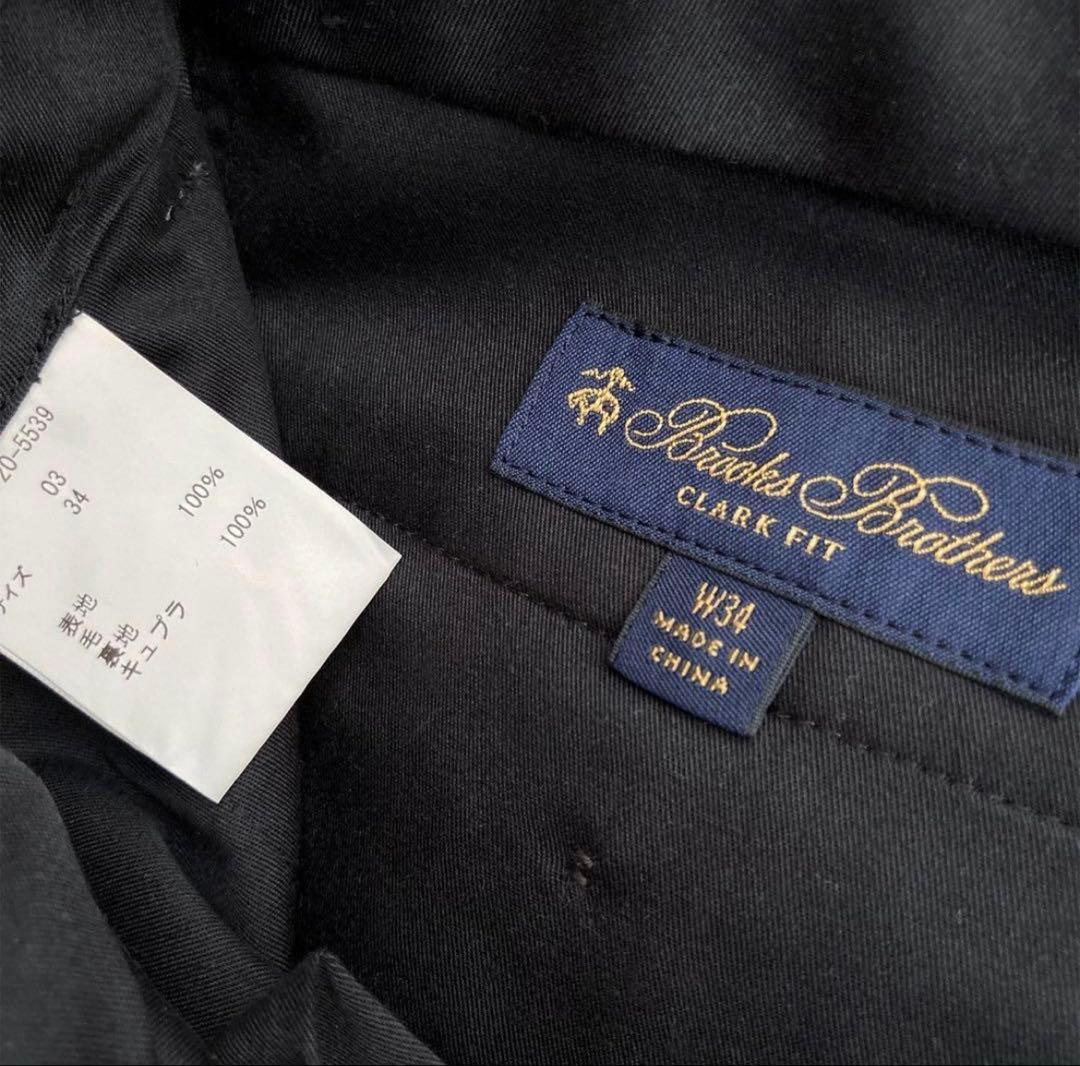 20-5539
03
34
イズ
表地
毛 100%
裏地
キュプラ 100%
Brooks Brothers
CLARK FIT
W34
MADE IN
CHINA